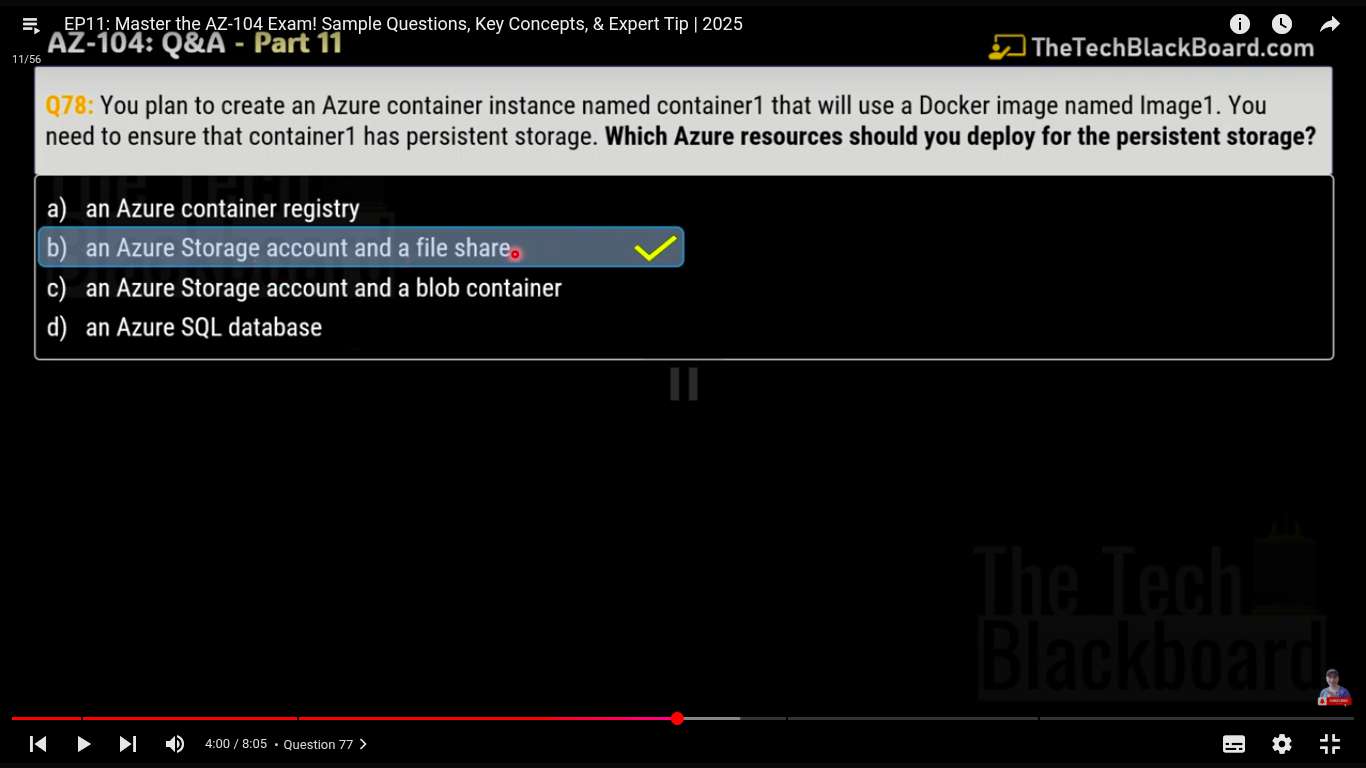 EP11: Master the AZ-104 Exam! Sample Questions, Key Concepts, & Expert Tip | 2025
AZ-104: Q&A - Part 11
TheTechBlackBoard.com
11/56
Q78: You plan to create an Azure container instance named container1 that will use a Docker image named Image1. You
need to ensure that container1 has persistent storage. Which Azure resources should you deploy for the persistent storage?
a) an Azure container registry
b) an Azure Storage account and a file share
c) an Azure Storage account and a blob container
d) an Azure SQL database
The Tech
Blackboard
4:00 / 8:05 • Question 77